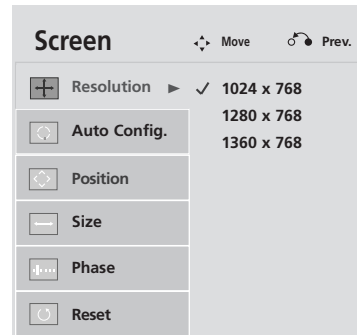 Screen
Move
Prev.
Resolution
1024 x 768
1280 x 768
1360 x 768
Auto Config.
Position
Size
Phase
Reset